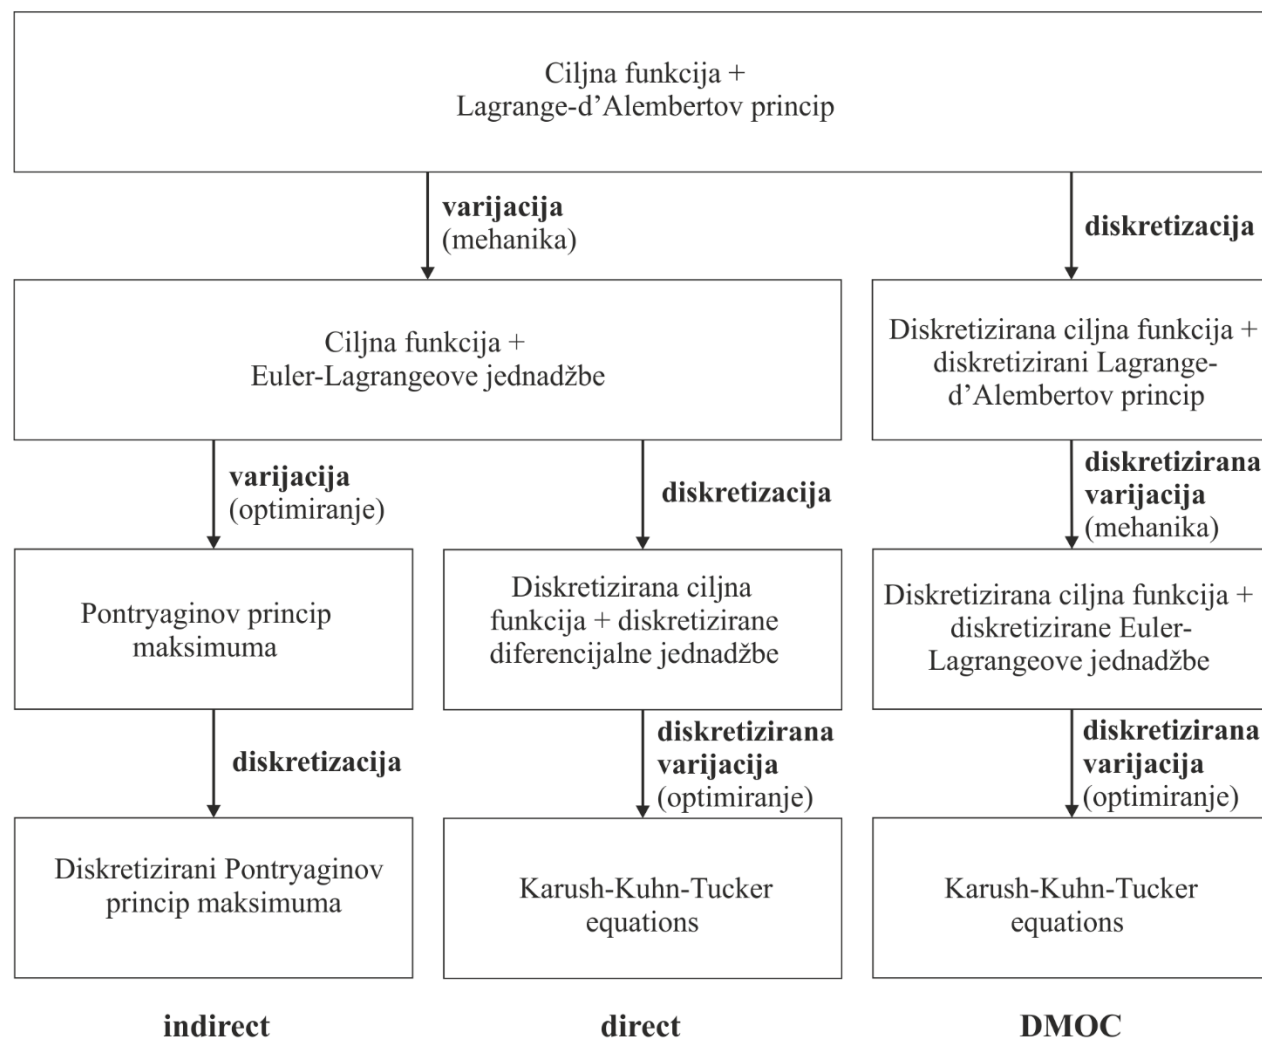 Ciljna funkcija +
Lagrange-d’Alembertov princip
varijacija
(mehanika)
diskretizacija
Ciljna funkcija +
Euler-Lagrangeove jednadžbe
Diskretizirana ciljna funkcija +
diskretizirani Lagrange-
d’Alembertov princip
varijacija
(optimiranje)
diskretizacija
diskretizirana
varijacija
(mehanika)
Pontryaginov princip
maksimuma
Diskretizirana ciljna
funkcija + diskretizirane
diferencijalne jednadžbe
Diskretizirana ciljna funkcija +
diskretizirane Euler-
Lagrangeove jednadžbe
diskretizacija
diskretizirana
varijacija
(optimiranje)
diskretizirana
varijacija
(optimiranje)
Diskretizirani Pontryaginov
princip maksimuma
Karush-Kuhn-Tucker
equations
Karush-Kuhn-Tucker
equations
indirect
direct
DMOC